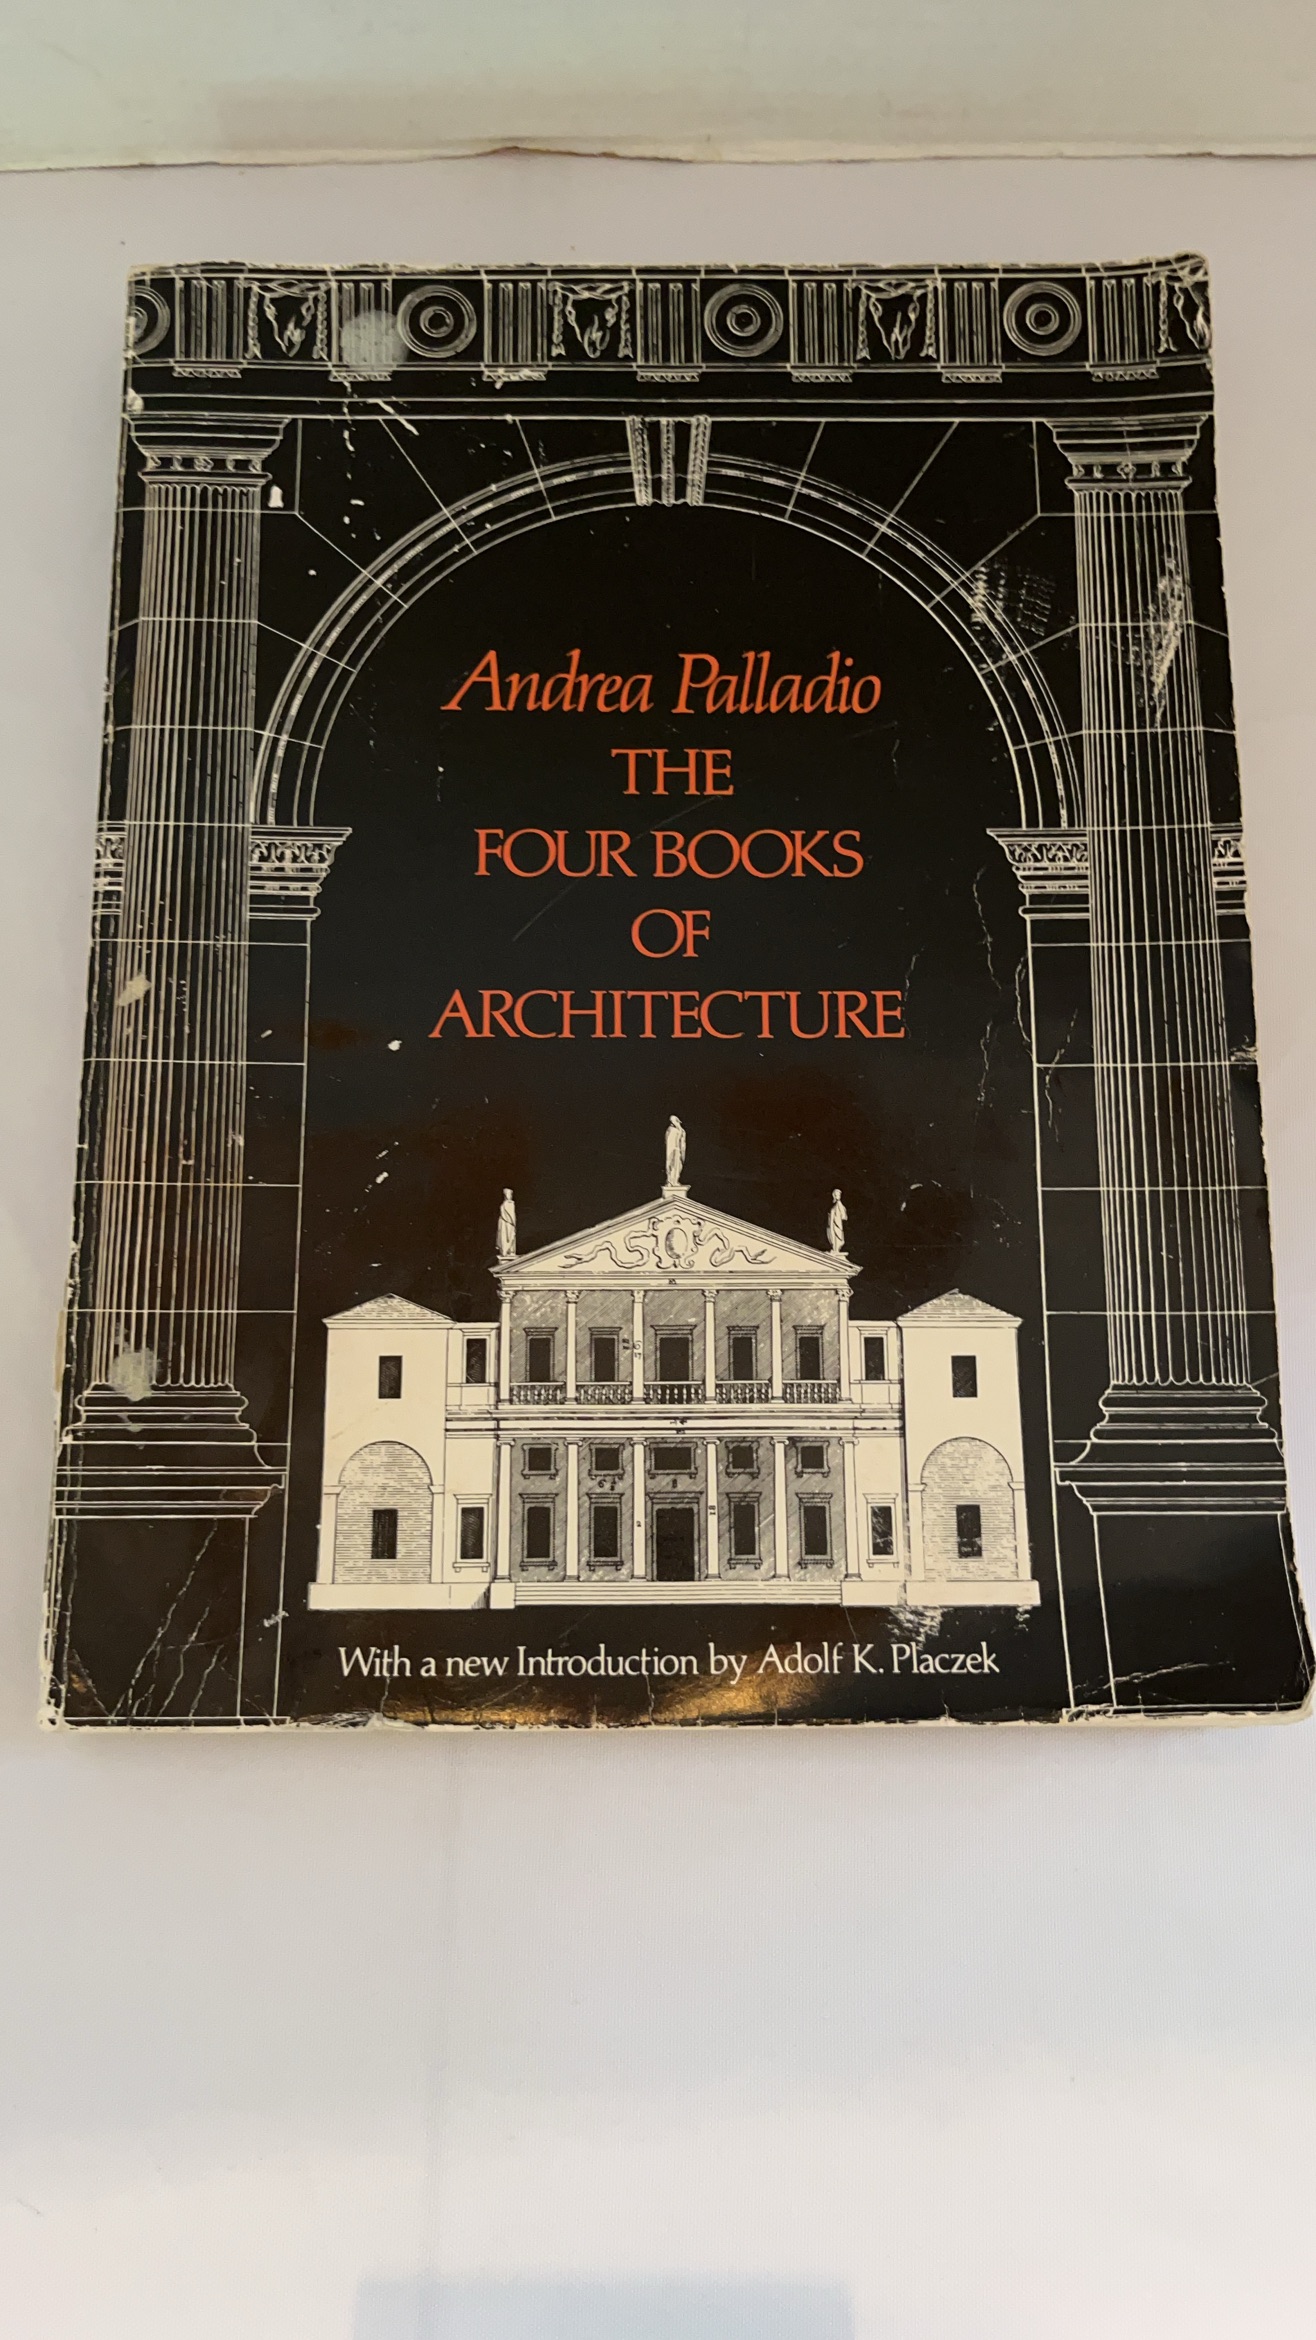 Andrea Palladio
THE
FOUR BOOKS
OF
ARCHITECTURE
With a new Introduction by Adolf K. Placzek